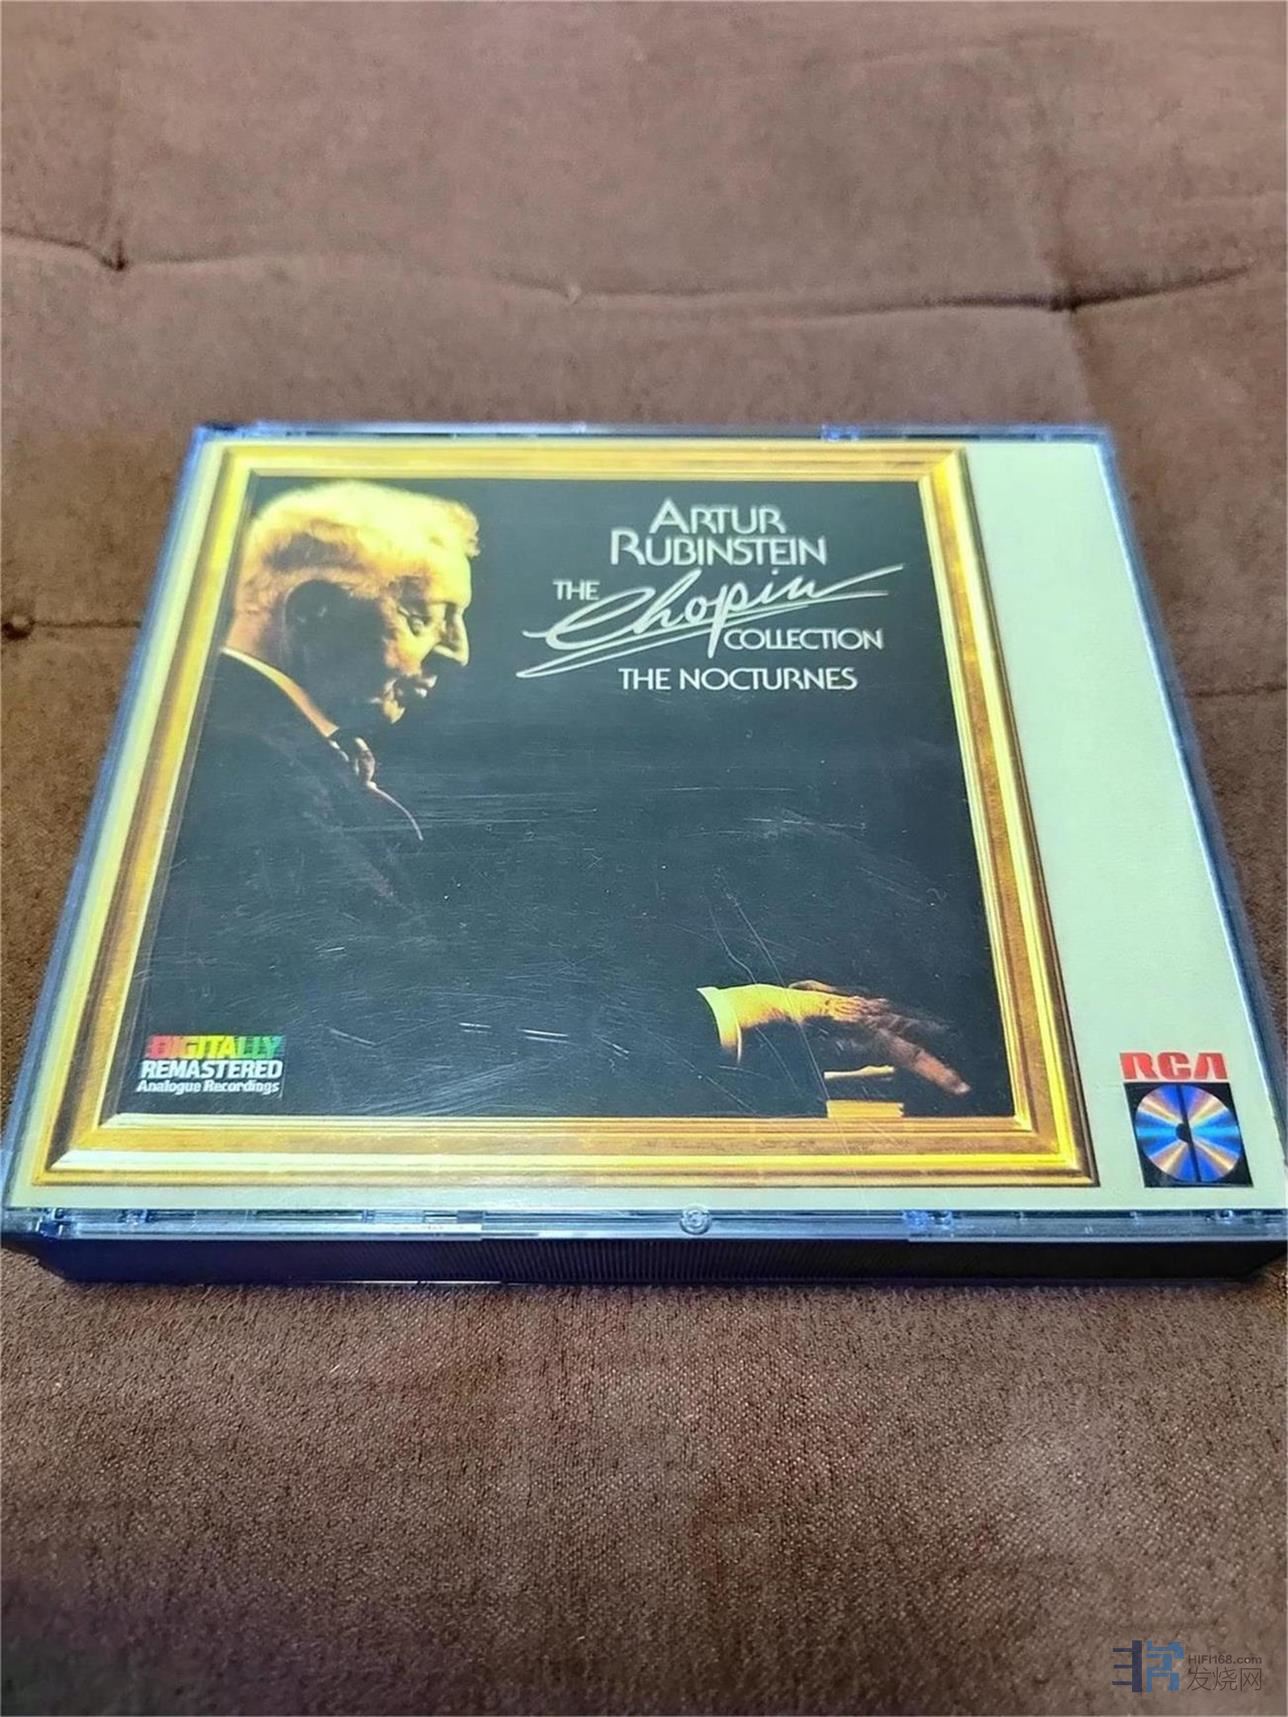 ARTUR
RUBINSTEIN
THE Chopin
COLLECTION
THE NOCTURNES
DIGITALLY
REMASTERED
Analogue Recordings
RCA
HIFI168.com
发烧网